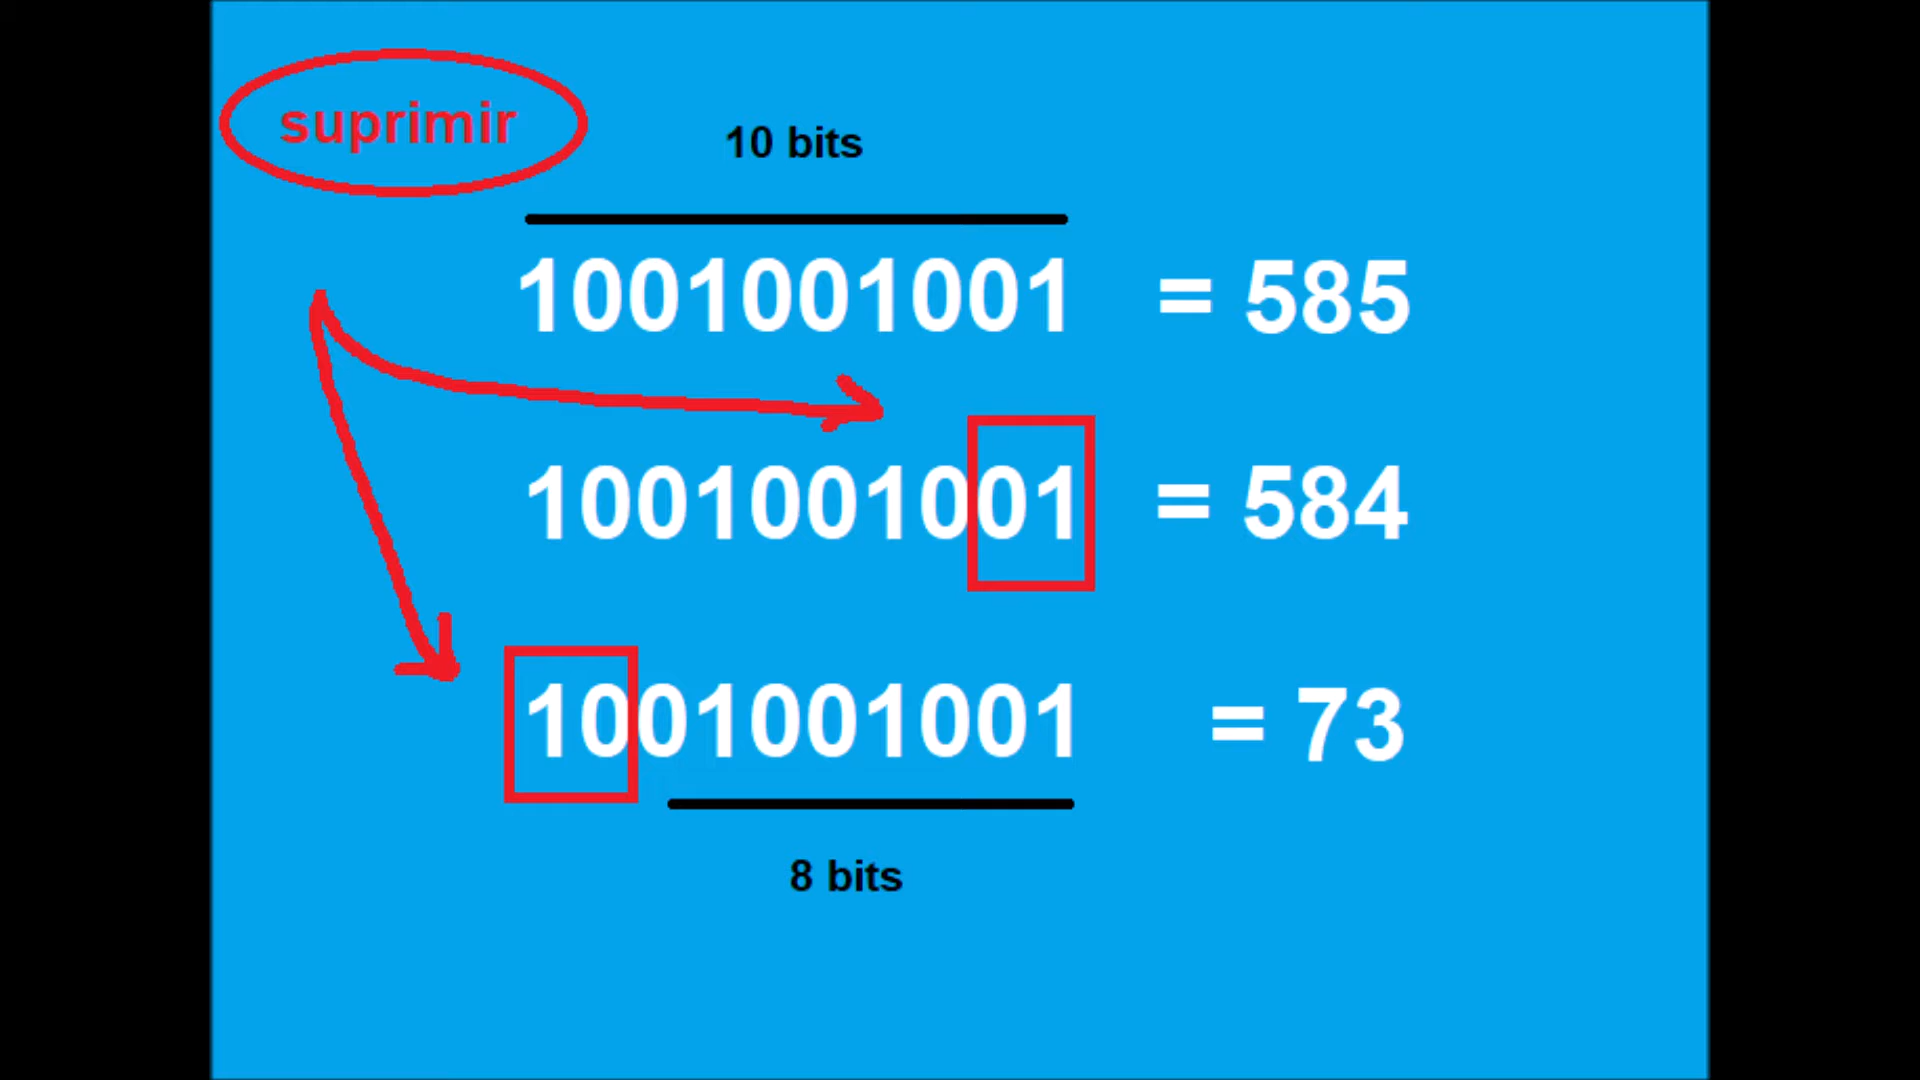 suprimir
10 bits
1001001001 = 585
1001001001 = 584
1001001001 = 73
8 bits